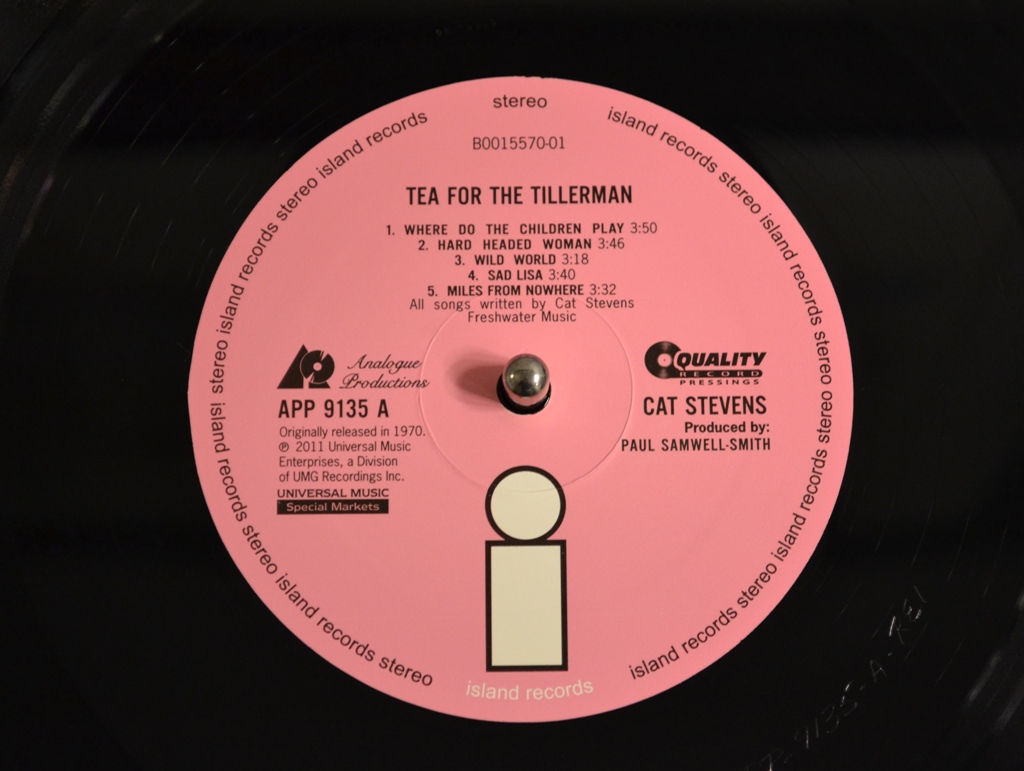 stereo
island records stereo island records stereo island records stereo island records
island records stereo island records stereo island records stereo island records stereo
B0015570-01
TEA FOR THE TILLERMAN
1. WHERE DO THE CHILDREN PLAY 3:50
2. HARD HEADED WOMAN 3:46
3. WILD WORLD 3:18
4. SAD LISA 3:40
5. MILES FROM NOWHERE 3:32
All songs written by Cat Stevens
Freshwater Music
Analogue
Productions
APP 9135 A
Originally released in 1970.
℗ 2011 Universal Music
Enterprises, a Division
of UMG Recordings Inc.
UNIVERSAL MUSIC
Special Markets
QUALITY
RECORD
PRESSINGS
CAT STEVENS
Produced by:
PAUL SAMWELL-SMITH
island records